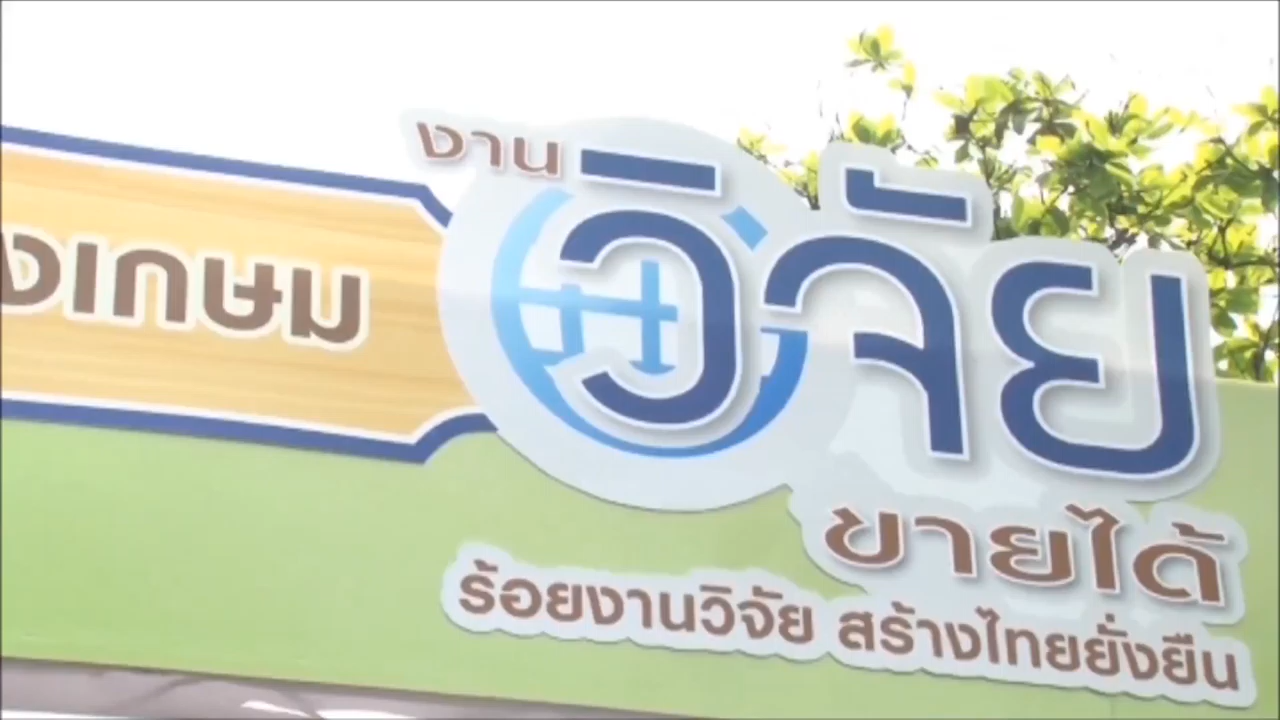 งเกษม
งาน
วิจัย
ขายได้
ร้อยงานวิจัย สร้างไทยยั่งยืน